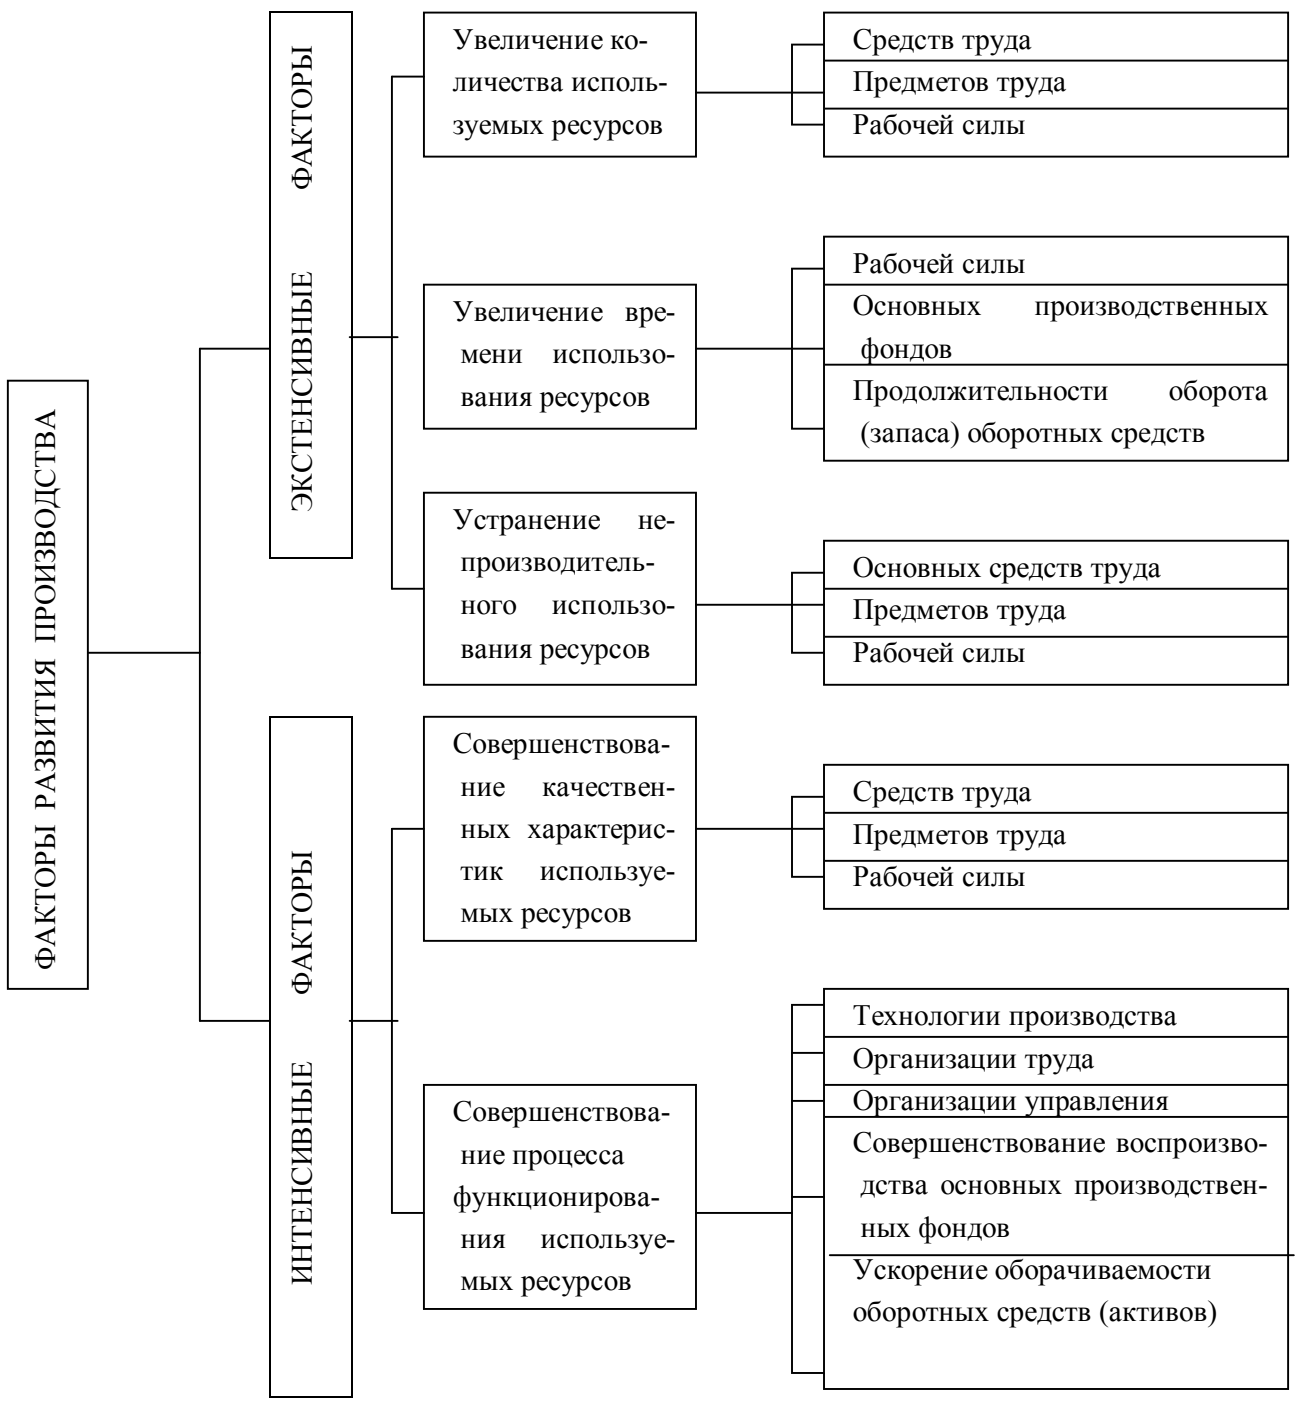 ФАКТОРЫ РАЗВИТИЯ ПРОИЗВОДСТВА
ЭКСТЕНСИВНЫЕ ФАКТОРЫ
Увеличение ко-
личества исполь-
зуемых ресурсов
Средств труда
Предметов труда
Рабочей силы
Увеличение вре-
мени использо-
вания ресурсов
Рабочей силы
Основных производственных
фондов
Продолжительности оборота
(запаса) оборотных средств
Устранение не-
производитель-
ного использо-
вания ресурсов
Основных средств труда
Предметов труда
Рабочей силы
ИНТЕНСИВНЫЕ ФАКТОРЫ
Совершенствова-
ние качествен-
ных характерис-
тик используе-
мых ресурсов
Средств труда
Предметов труда
Рабочей силы
Совершенствова-
ние процесса
функционирова-
ния используе-
мых ресурсов
Технологии производства
Организации труда
Организации управления
Совершенствование воспроизво-
дства основных производствен-
ных фондов
Ускорение оборачиваемости
оборотных средств (активов)